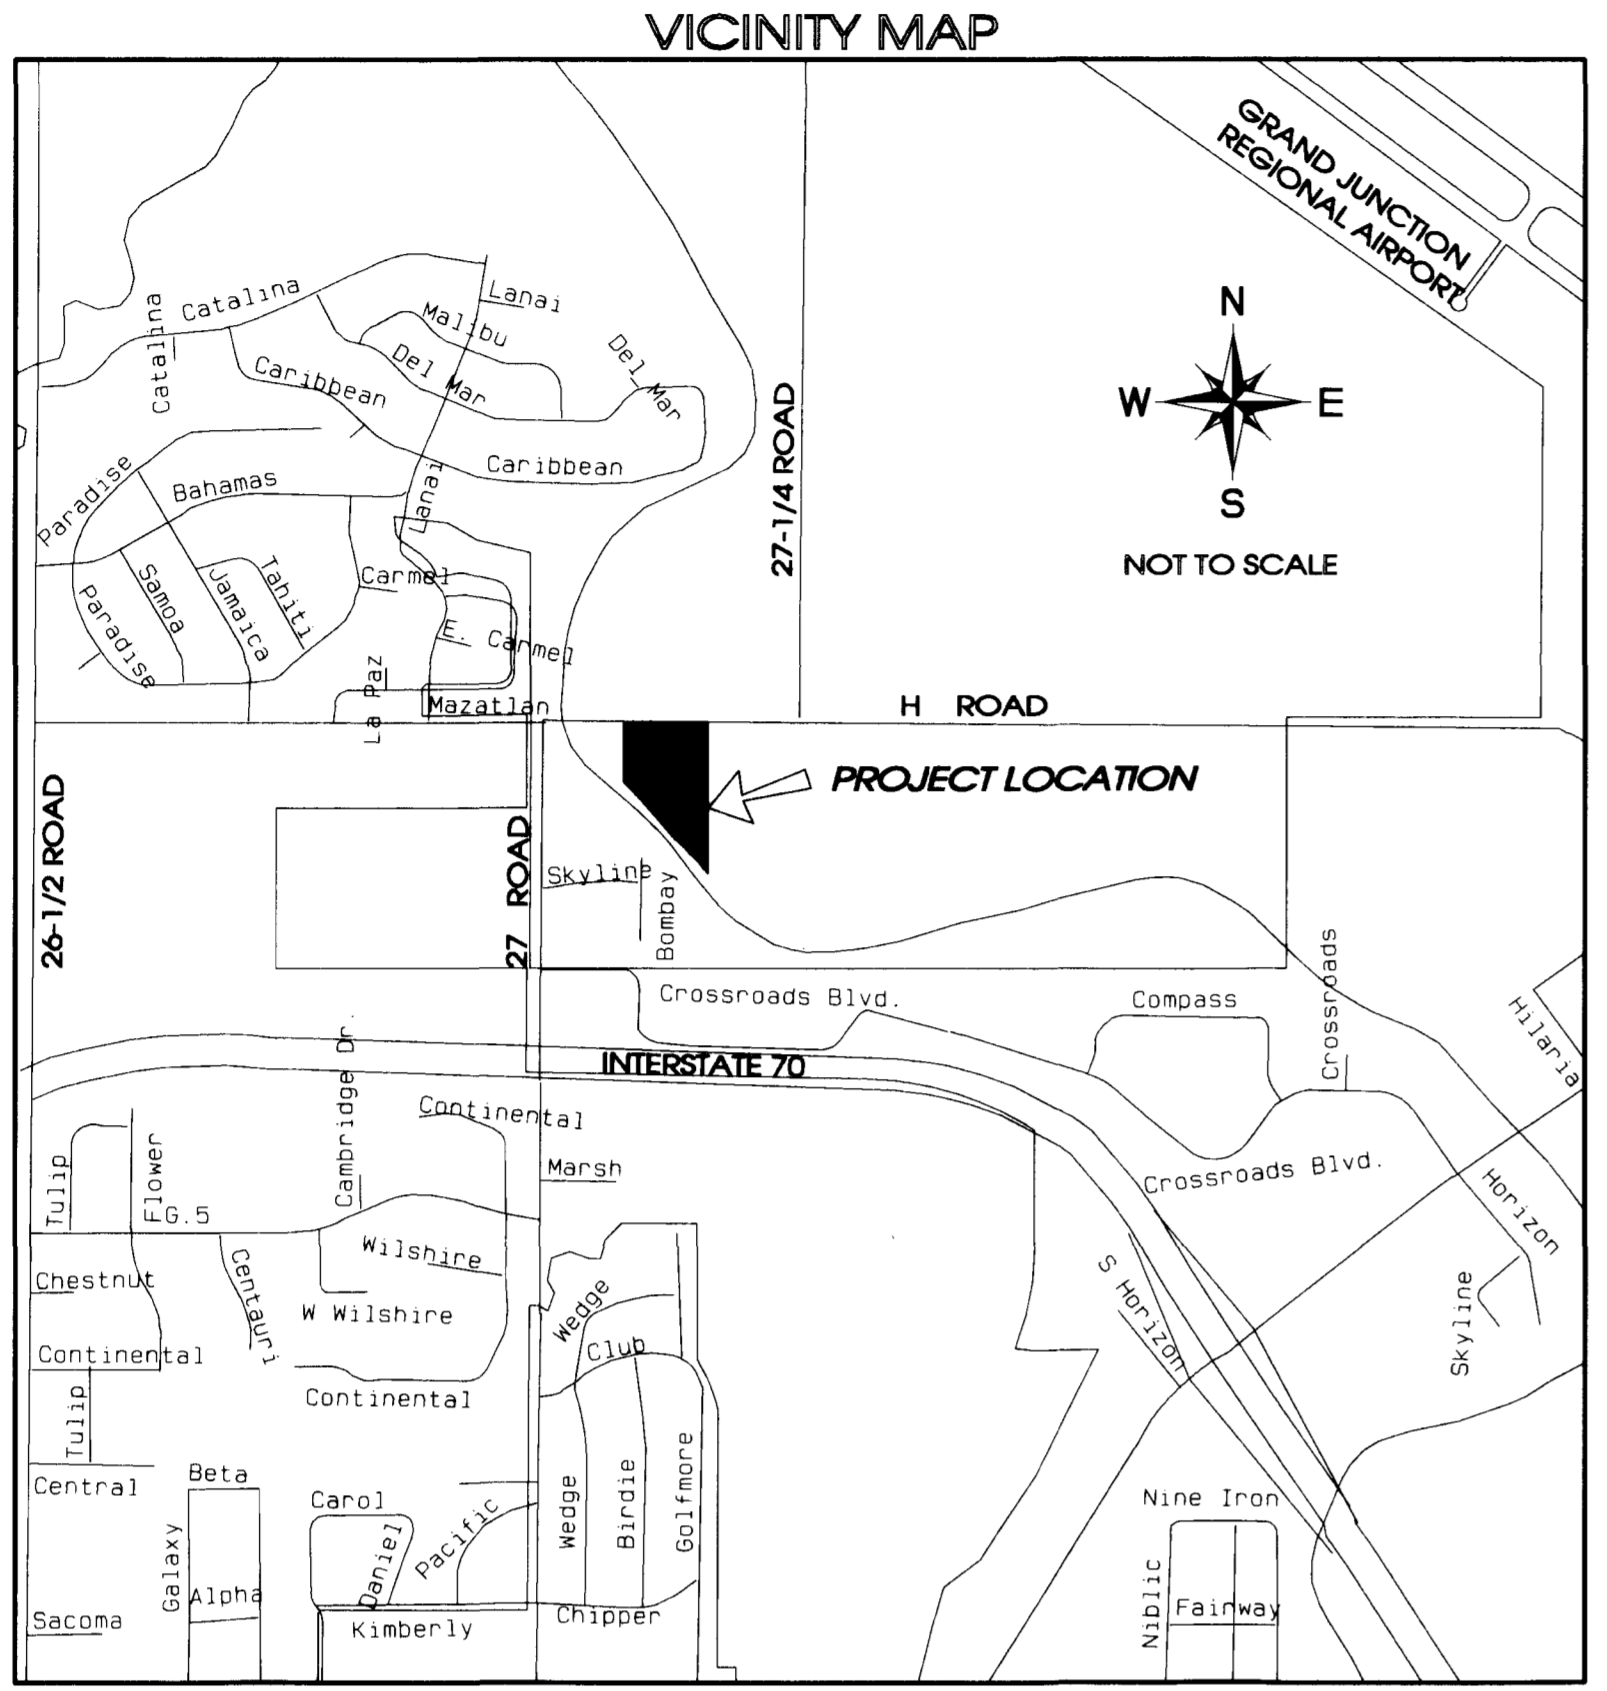 VICINITY MAP
GRAND JUNCTION
REGIONAL AIRPORT
N
W
E
S
NOT TO SCALE
Catalina
Catalina
Lanai
Malibu
Del Mar
Del Mar
Caribbean
Caribbean
Lanai
Paradise
Bahamas
Samoa
Jamaica
Tahiti
Paradise
Carmel
E. Carmel
La Paz
Mazatlan
27-1/4 ROAD
H ROAD
PROJECT LOCATION
26-1/2 ROAD
27 ROAD
Skyline
Bombay
Crossroads Blvd.
Compass
Crossroads
Hilaria
INTERSTATE 70
Cambridge Dr.
Continental
Marsh
Tulip
Flower
FG.5
Crossroads Blvd.
Horizon
S Horizon
Skyline
Chestnut
Centauri
Wilshire
W Wilshire
Wedge
Club
Continental
Continental
Tulip
Central
Beta
Galaxy
Alpha
Carol
Daniel
Pacific
Wedge
Birdie
Golfmore
Nine Iron
Niblic
Fairway
Sacoma
Kimberly
Chipper